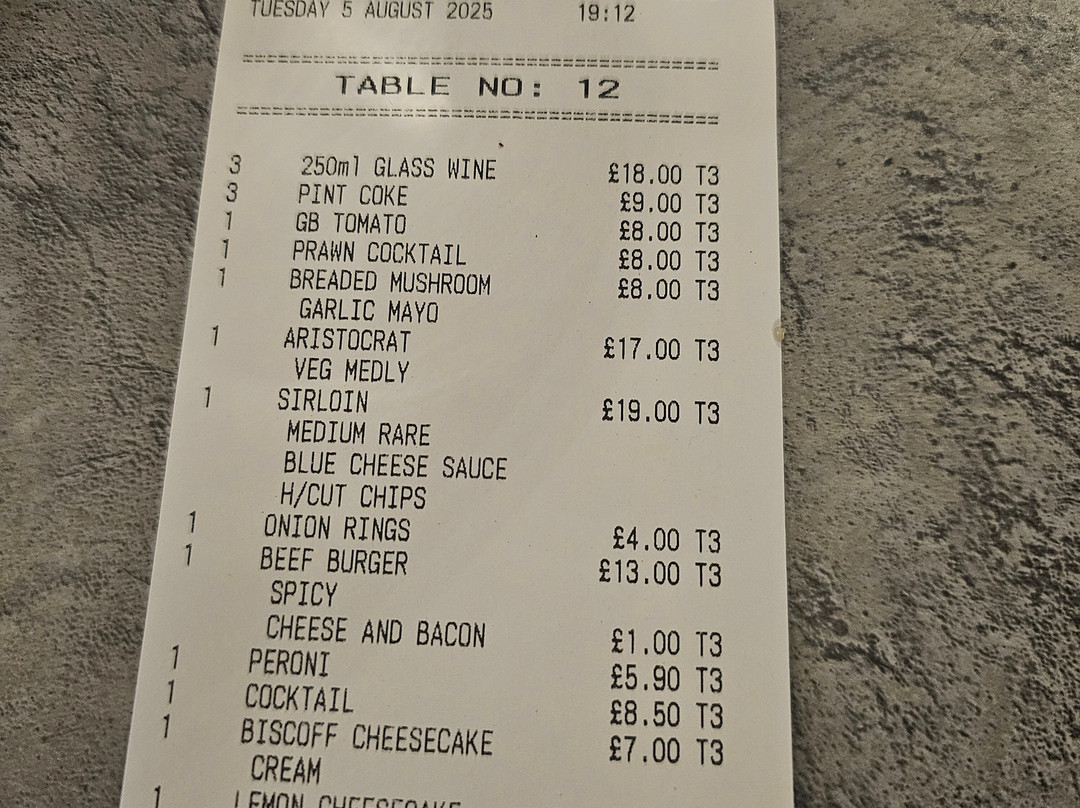 TUESDAY 5 AUGUST 2025 19:12
TABLE NO: 12
3 250ml GLASS WINE £18.00 T3
3 PINT COKE £9.00 T3
1 GB TOMATO £8.00 T3
1 PRAWN COCKTAIL £8.00 T3
1 BREADED MUSHROOM £8.00 T3
GARLIC MAYO
1 ARISTOCRAT £17.00 T3
VEG MEDLY
1 SIRLOIN £19.00 T3
MEDIUM RARE
BLUE CHEESE SAUCE
H/CUT CHIPS
1 ONION RINGS £4.00 T3
1 BEEF BURGER £13.00 T3
SPICY
CHEESE AND BACON £1.00 T3
1 PERONI £5.90 T3
1 COCKTAIL £8.50 T3
1 BISCOFF CHEESECAKE £7.00 T3
CREAM
1 LEMON CHEESECAKE